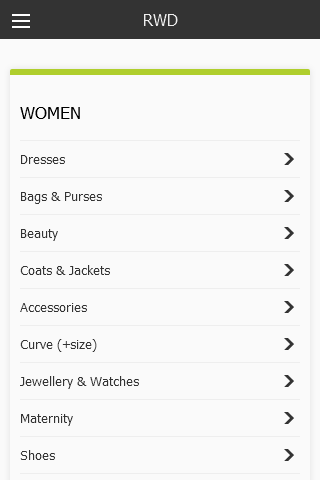 RWD
WOMEN
Dresses
Bags & Purses
Beauty
Coats & Jackets
Accessories
Curve (+size)
Jewellery & Watches
Maternity
Shoes